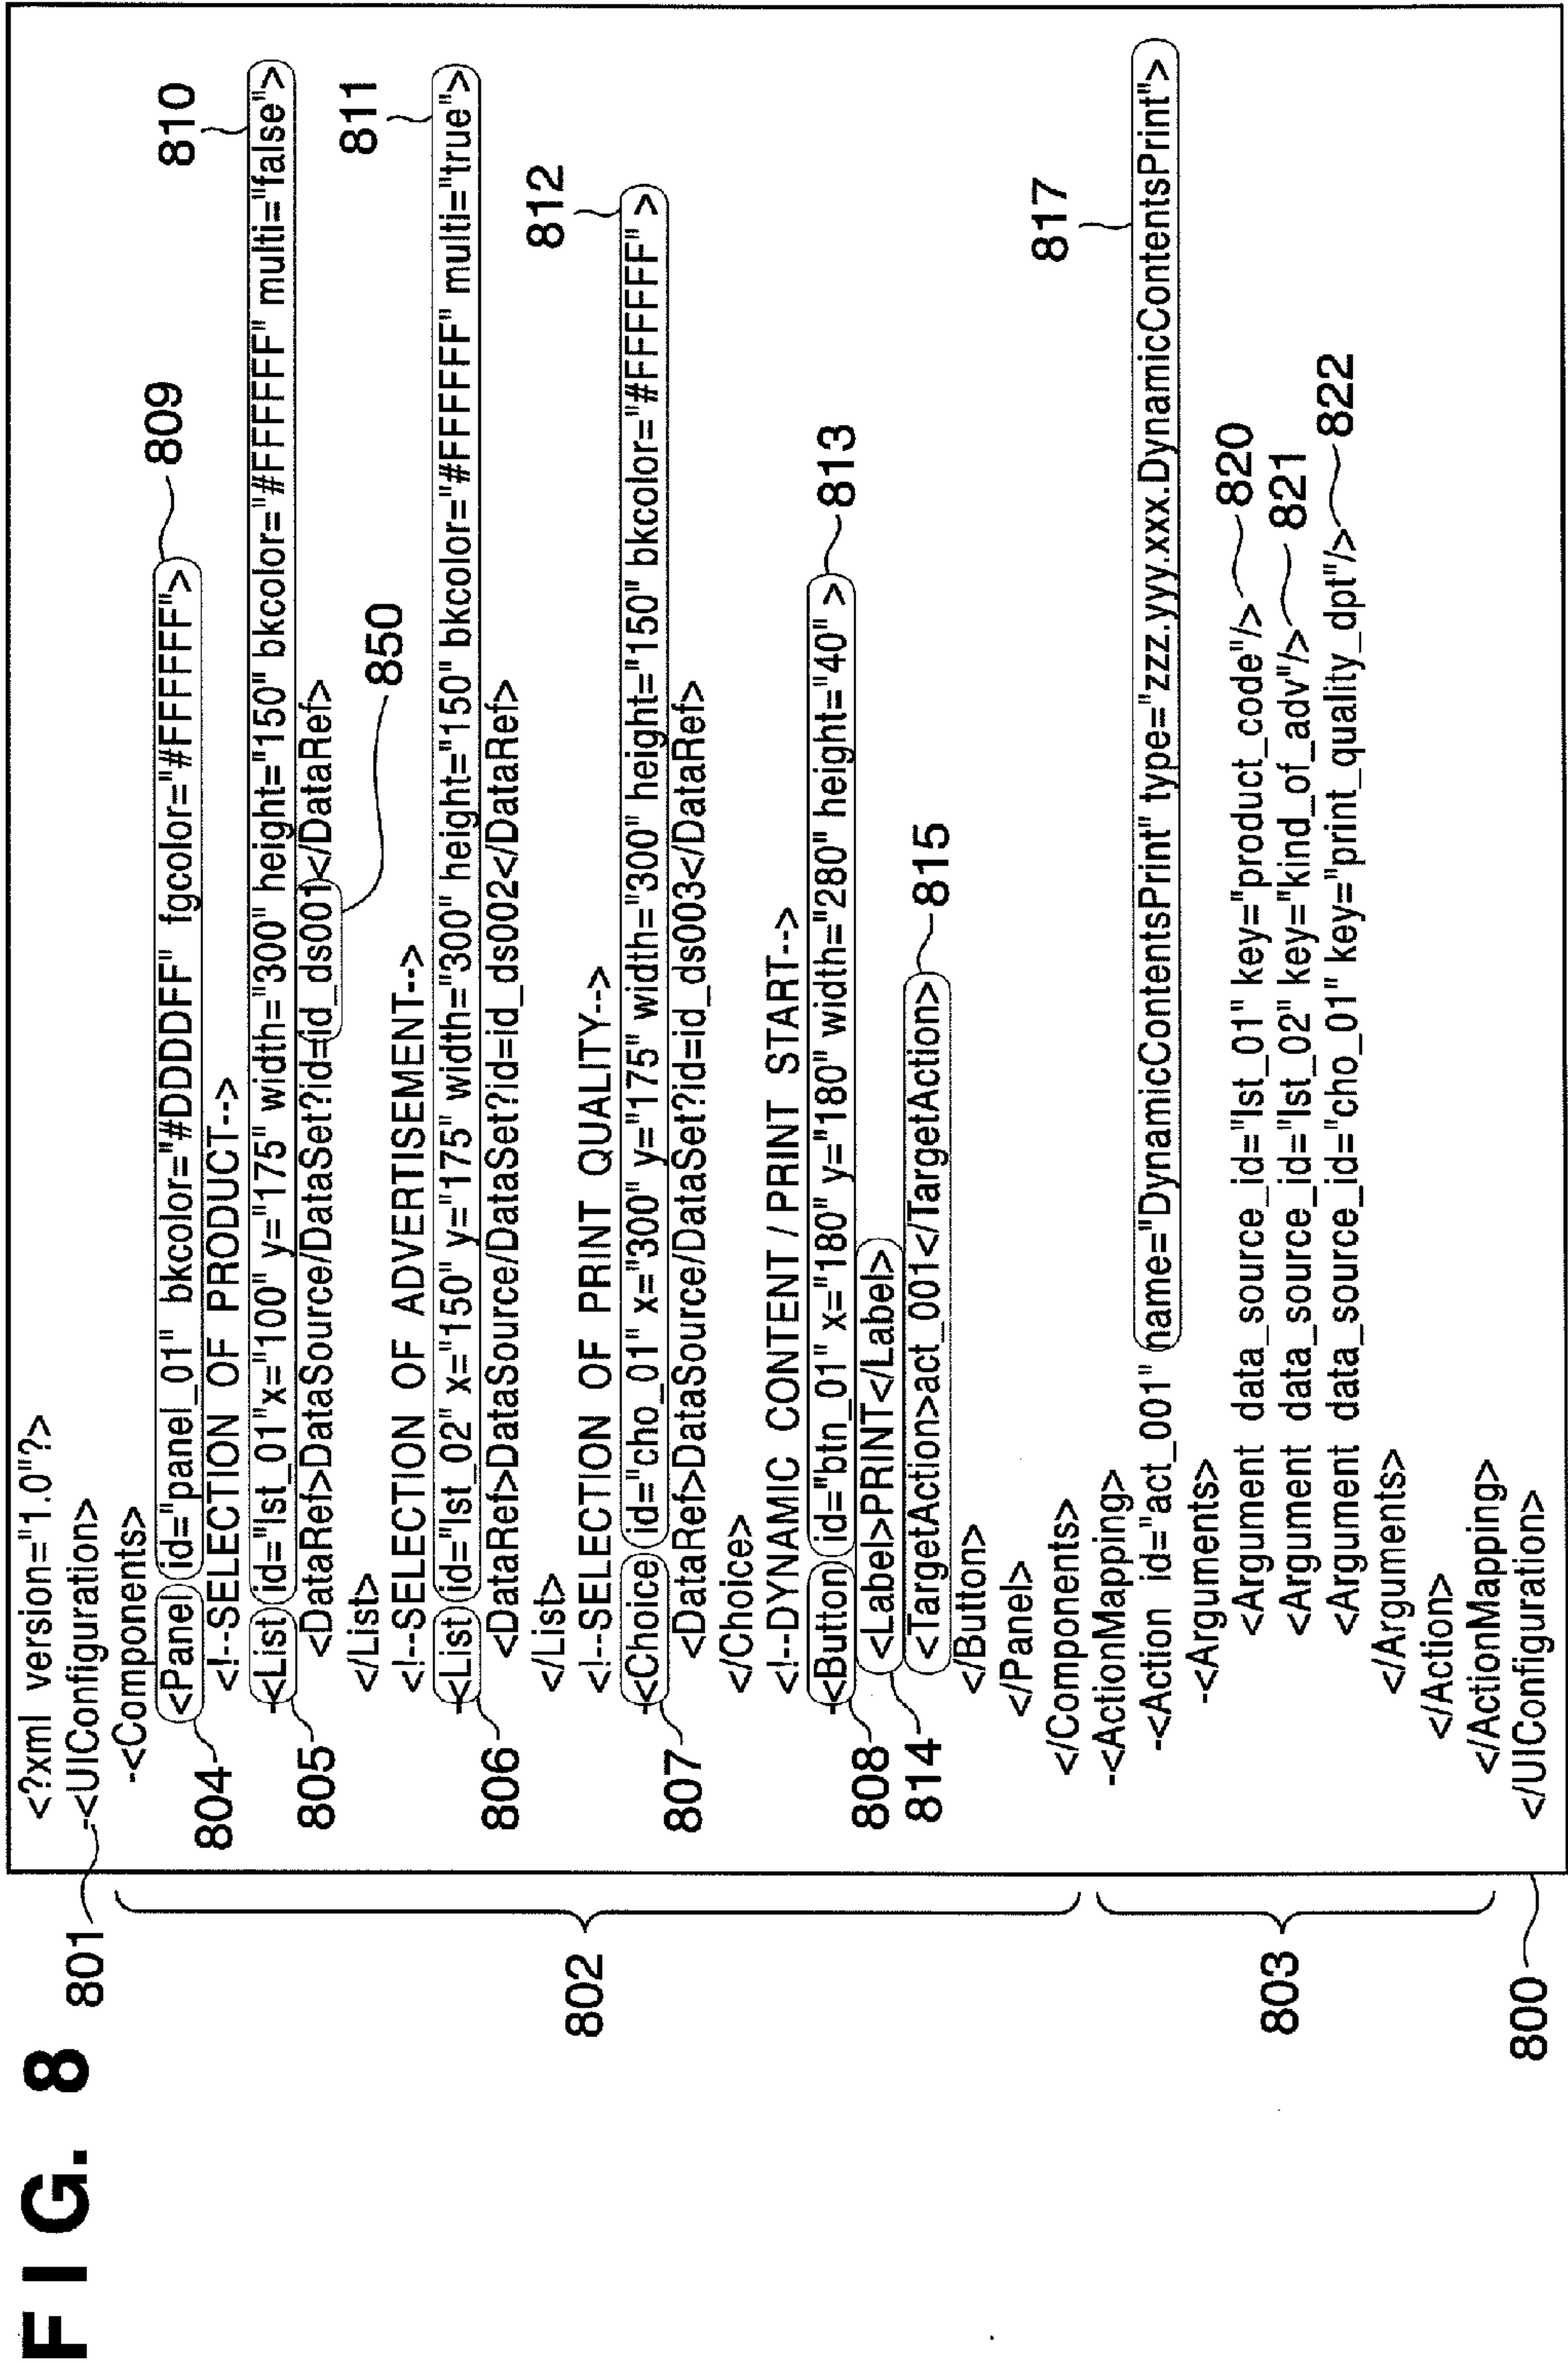 FIG. 8
801
<?xml version="1.0"?>
-<UIConfiguration>
-<Components>
<Panel id="panel_01" bkcolor="#DDDDFF" fgcolor="#FFFFFF">
809
804
<!--SELECTION OF PRODUCT-->
810
-<List id="lst_01"x="100" y="175" width="300" height="150" bkcolor="#FFFFFF" multi="false">
805
<DataRef>DataSource/DataSet?id=id_ds001</DataRef>
850
</List>
<!--SELECTION OF ADVERTISEMENT-->
811
-<List id="lst_02" x="150" y="175" width="300" height="150" bkcolor="#FFFFFF" multi="true">
806
<DataRef>DataSource/DataSet?id=id_ds002</DataRef>
</List>
802
<!--SELECTION OF PRINT QUALITY-->
812
-<Choice id="cho_01" x="300" y="175" width="300" height="150" bkcolor="#FFFFFF" >
807
<DataRef>DataSource/DataSet?id=id_ds003</DataRef>
</Choice>
<!--DYNAMIC CONTENT / PRINT START-->
-<Button id="btn_01" x="180" y="180" width="280" height="40" >
813
808
<Label>PRINT</Label>
814
<TargetAction>act_001</TargetAction>
815
</Button>
</Panel>
</Components>
-<ActionMapping>
817
-<Action id="act_001" name="DynamicContentsPrint" type="zzz.yyy.xxx.DynamicContentsPrint">
-<Arguments>
<Argument data_source_id="lst_01" key="product_code"/>
820
803
<Argument data_source_id="lst_02" key="kind_of_adv"/>
821
<Argument data_source_id="cho_01" key="print_quality_dpt"/>
822
</Arguments>
</Action>
</ActionMapping>
</UIConfiguration>
800